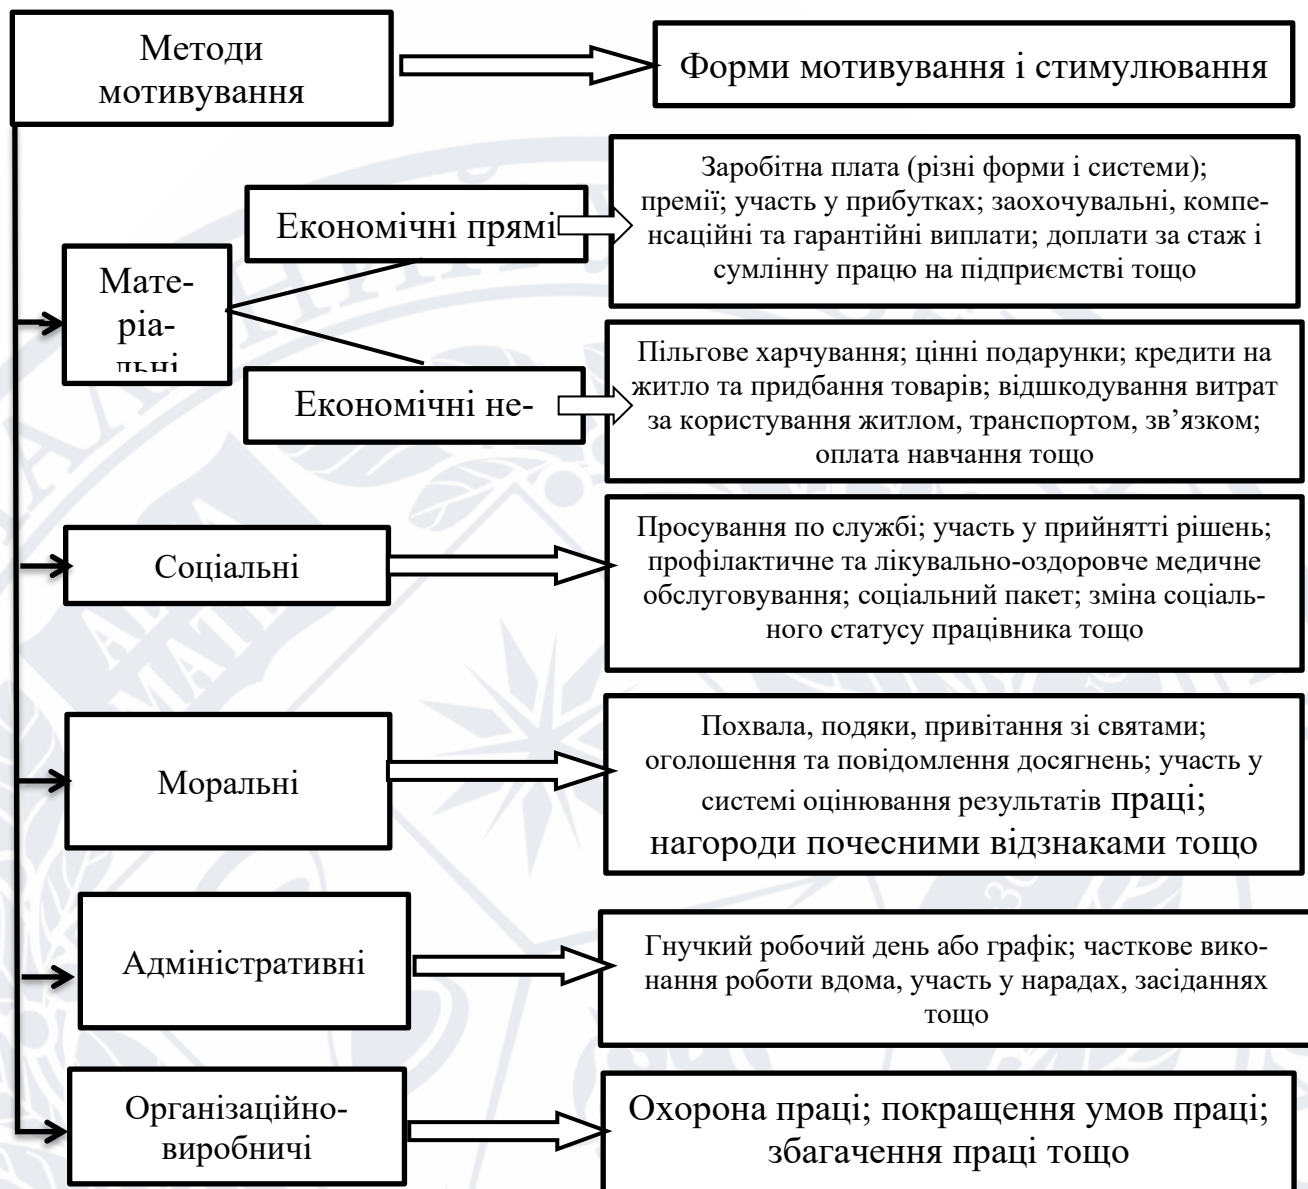 Методи
мотивування
Форми мотивування і стимулювання
Мате-
ріа-
льні
Економічні прямі
Заробітна плата (різні форми і системи);
премії; участь у прибутках; заохочувальні, компе-
нсаційні та гарантійні виплати; доплати за стаж і
сумлінну працю на підприємстві тощо
Економічні не-
Пільгове харчування; цінні подарунки; кредити на
житло та придбання товарів; відшкодування витрат
за користування житлом, транспортом, зв’язком;
оплата навчання тощо
Соціальні
Просування по службі; участь у прийнятті рішень;
профілактичне та лікувально-оздоровче медичне
обслуговування; соціальний пакет; зміна соціаль-
ного статусу працівника тощо
Моральні
Похвала, подяки, привітання зі святами;
оголошення та повідомлення досягнень; участь у
системі оцінювання результатів праці;
нагороди почесними відзнаками тощо
Адміністративні
Гнучкий робочий день або графік; часткове вико-
нання роботи вдома, участь у нарадах, засіданнях
тощо
Організаційно-
виробничі
Охорона праці; покращення умов праці;
збагачення праці тощо
ALMA
MATER